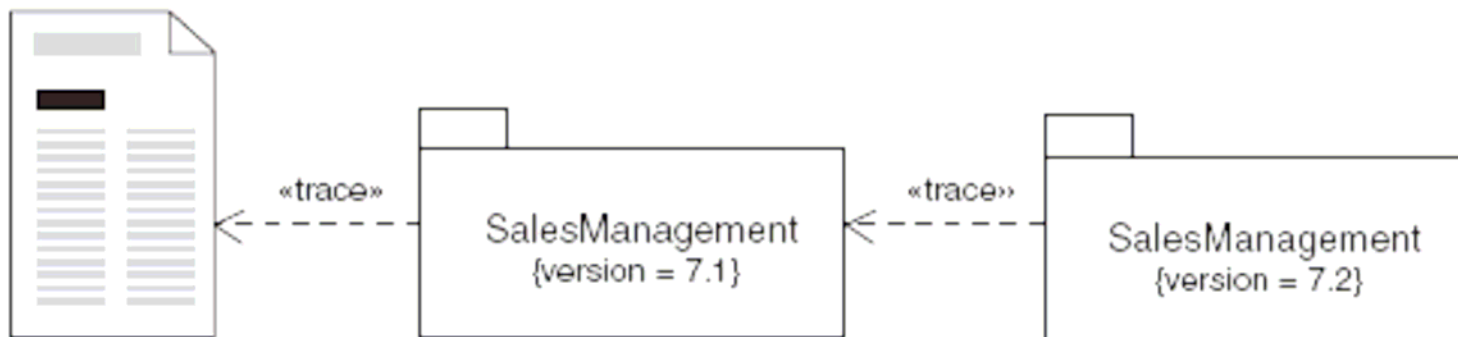 «trace»
SalesManagement
{version = 7.1}
«trace»
SalesManagement
{version = 7.2}